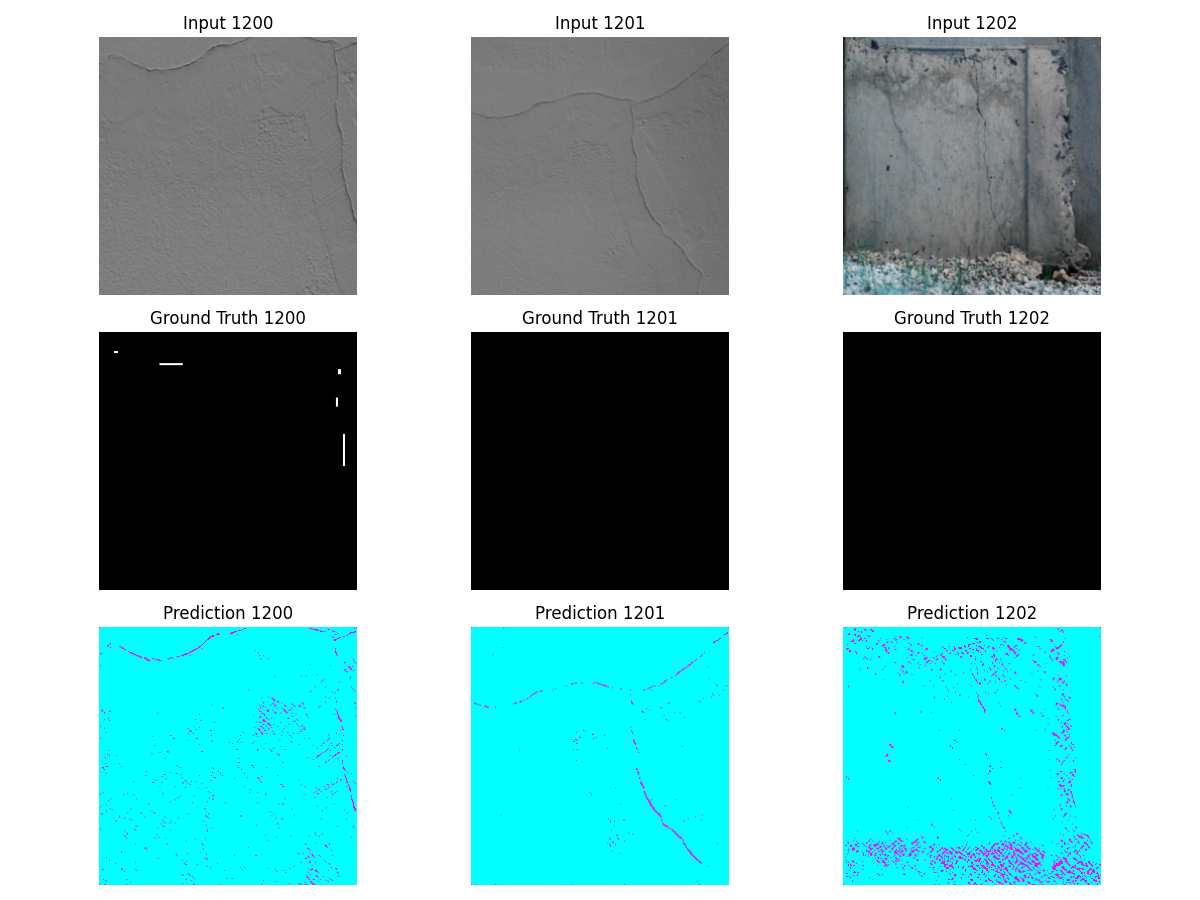 Input 1200
Input 1201
Input 1202
Ground Truth 1200
Ground Truth 1201
Ground Truth 1202
Prediction 1200
Prediction 1201
Prediction 1202